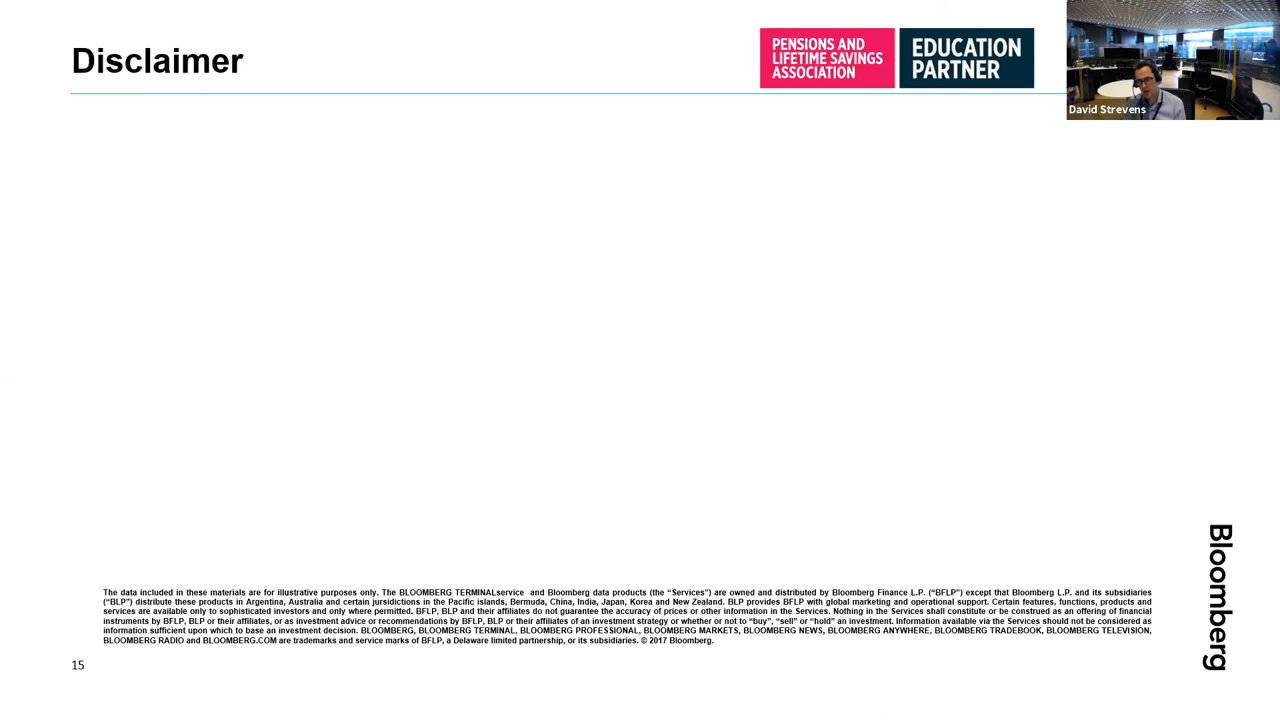 Disclaimer
PENSIONS AND
LIFETIME SAVINGS
ASSOCIATION
EDUCATION
PARTNER
David Strevens
The data included in these materials are for illustrative purposes only. The BLOOMBERG TERMINALservice and Bloomberg data products (the “Services”) are owned and distributed by Bloomberg Finance L.P. (“BFLP”) except that Bloomberg L.P. and its subsidiaries
(“BLP”) distribute these products in Argentina, Australia and certain jursidictions in the Pacific islands, Bermuda, China, India, Japan, Korea and New Zealand. BLP provides BFLP with global marketing and operational support. Certain features, functions, products and
services are available only to sophisticated investors and only where permitted. BFLP, BLP and their affiliates do not guarantee the accuracy of prices or other information in the Services. Nothing in the Services shall constitute or be construed as an offering of financial
instruments by BFLP, BLP or their affiliates, or as investment advice or recommendations by BFLP, BLP or their affiliates of an investment strategy or whether or not to “buy”, “sell” or “hold” an investment. Information available via the Services should not be considered as
information sufficient upon which to base an investment decision. BLOOMBERG, BLOOMBERG TERMINAL, BLOOMBERG PROFESSIONAL, BLOOMBERG MARKETS, BLOOMBERG NEWS, BLOOMBERG ANYWHERE, BLOOMBERG TRADEBOOK, BLOOMBERG TELEVISION,
BLOOMBERG RADIO and BLOOMBERG.COM are trademarks and service marks of BFLP, a Delaware limited partnership, or its subsidiaries. © 2017 Bloomberg.
Bloomberg
15